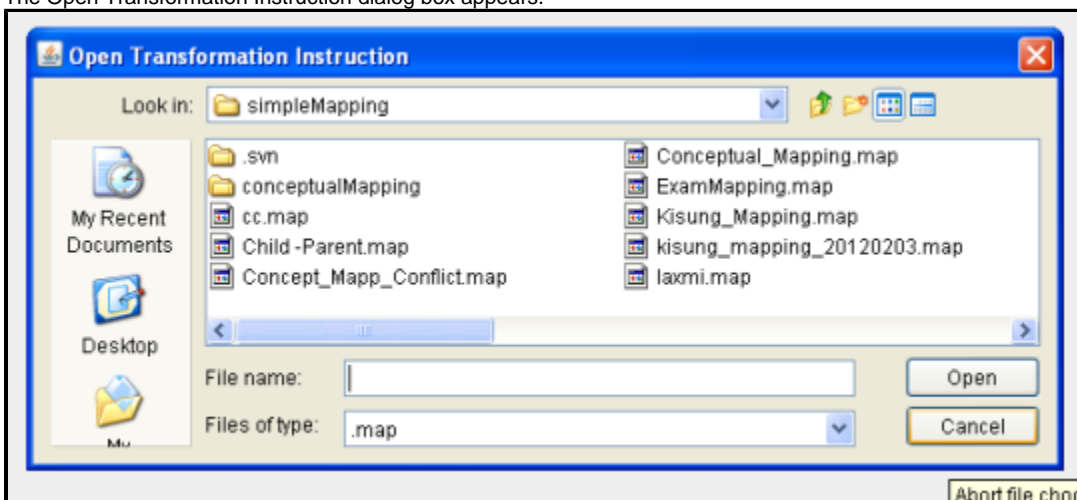 The Open Transformation Instruction dialog box appears.
Open Transformation Instruction
Look in: simpleMapping
My Recent
Documents
Desktop
My
.svn
conceptualMapping
cc.map
Child -Parent.map
Concept_Mapp_Conflict.map
Conceptual_Mapping.map
ExamMapping.map
Kisung_Mapping.map
kisung_mapping_20120203.map
laxmi.map
File name:
Open
Files of type: .map
Cancel
Abort file choo